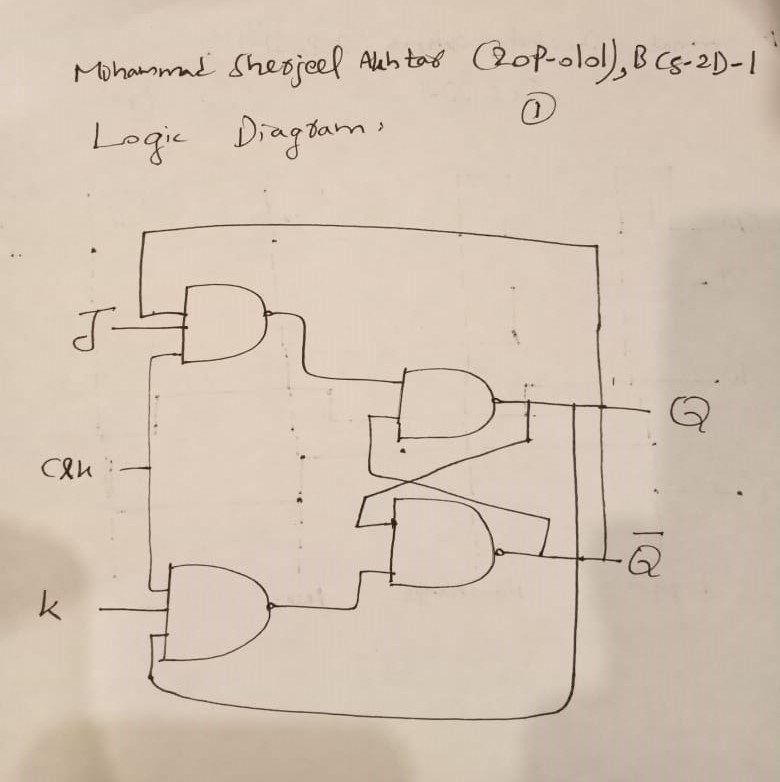 Mohammad Sherjeel Akhtar (20P-0101), BCS-2D-1
①
Logic Diagram:
J
Q
Clk
Q̅
k